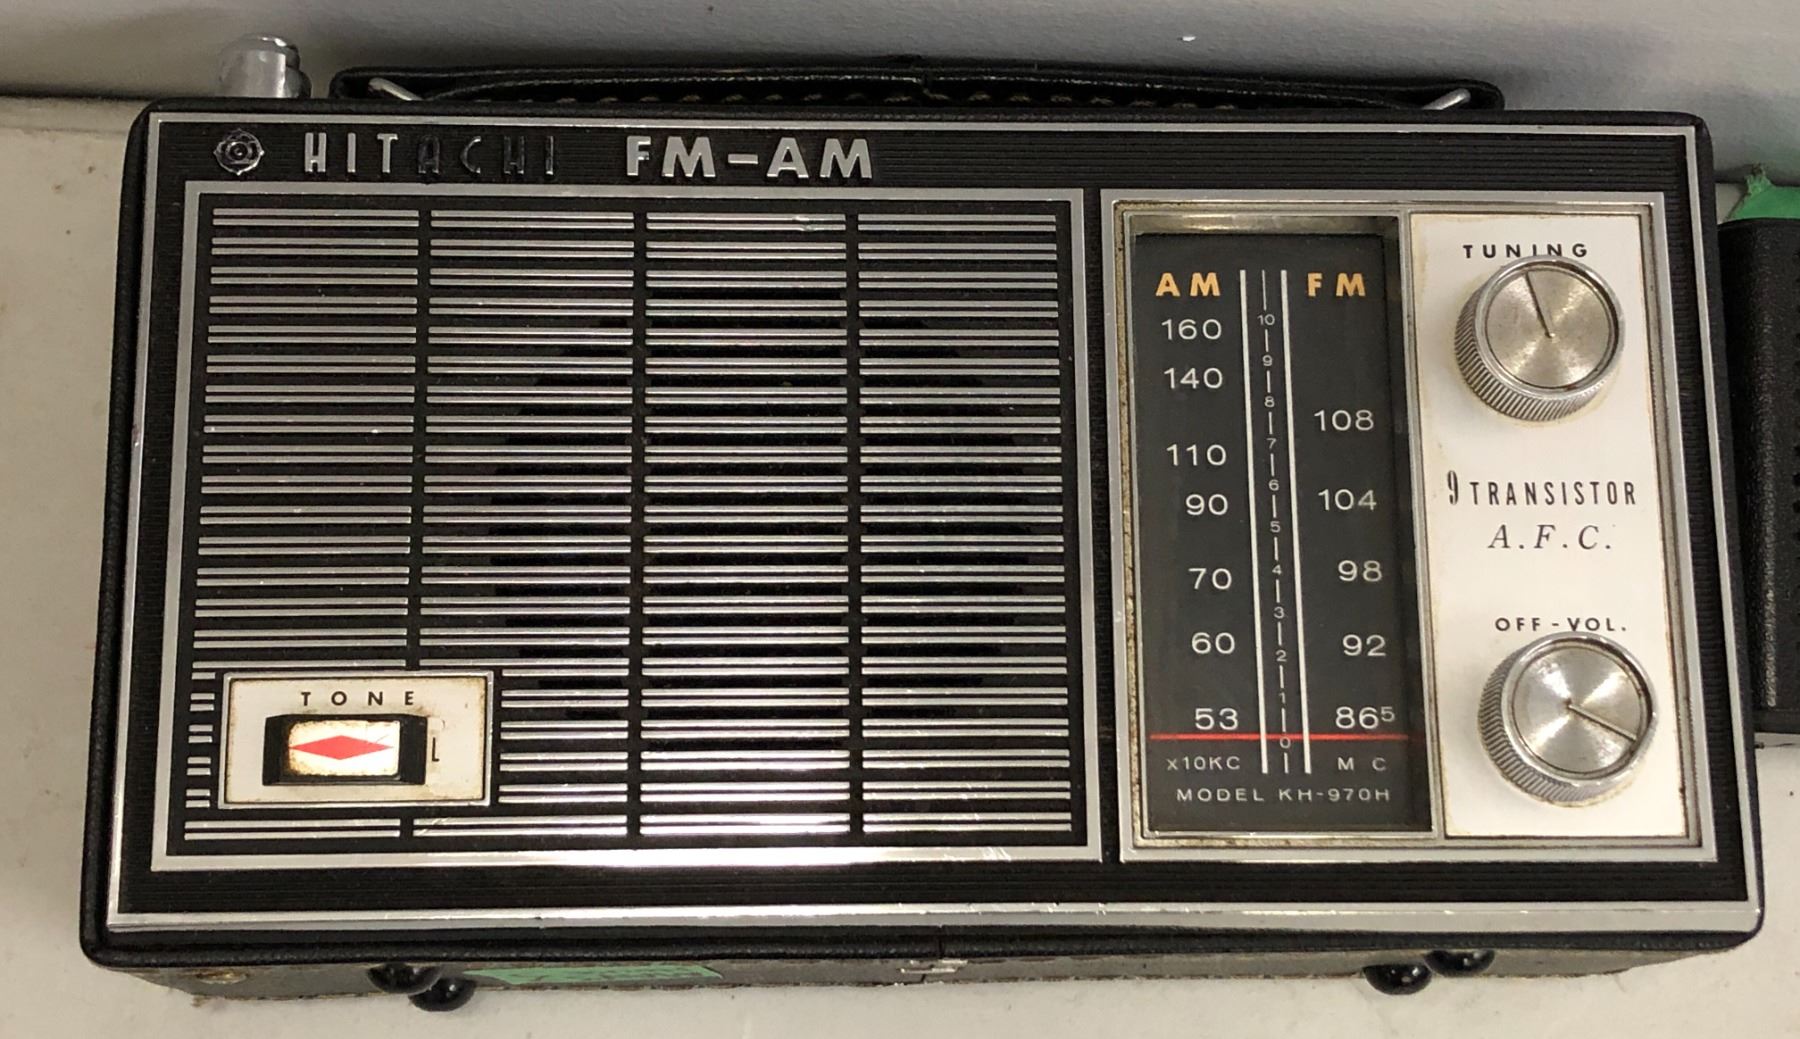 HITACHI FM-AM
TUNING
AM FM
160
140
110
90
70
60
53
x10KC
10
9
8
7
6
5
4
3
2
1
0
108
104
98
92
86⁵
MC
MODEL KH-970H
9 TRANSISTOR
A.F.C.
OFF-VOL.
TONE
L